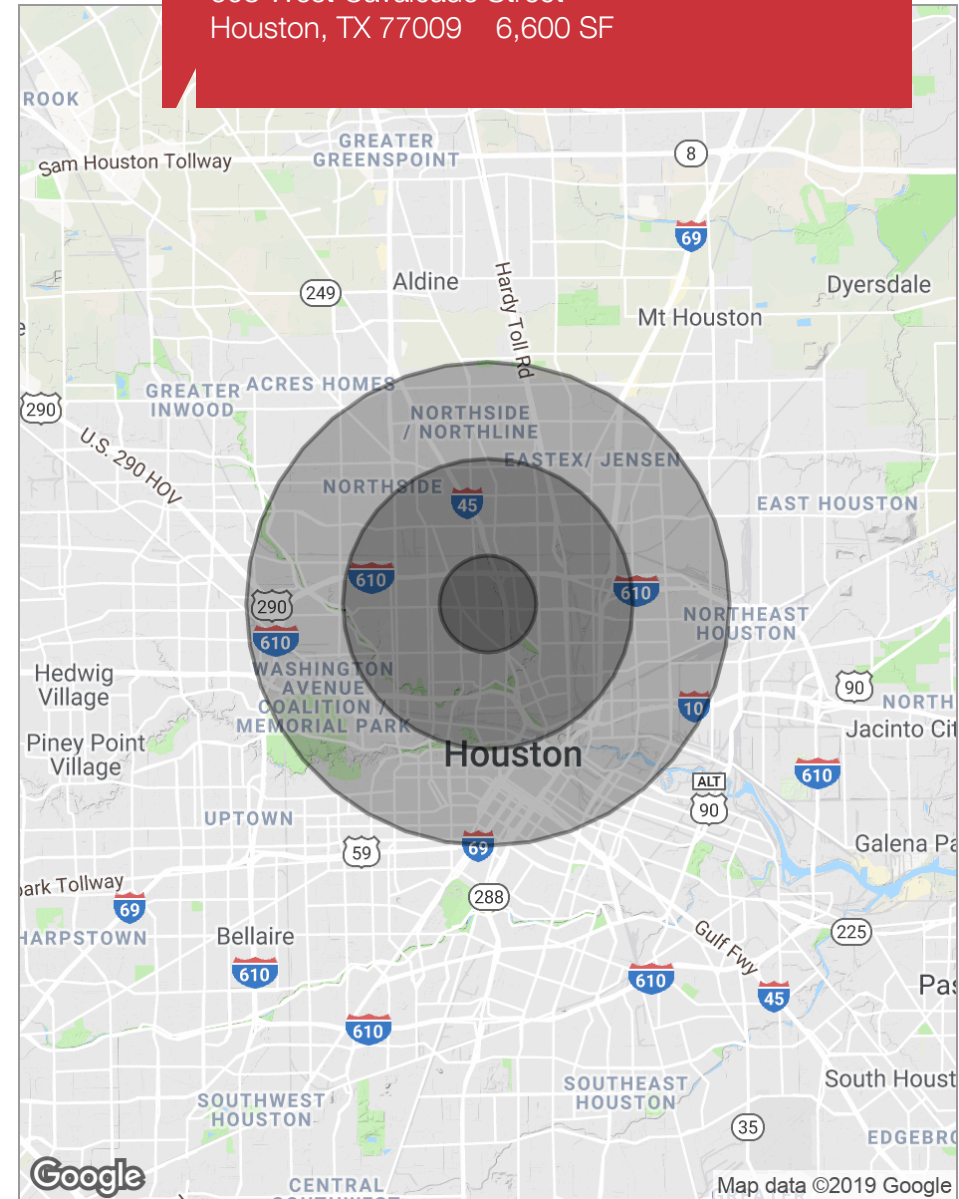 Houston, TX 77009 6,600 SF
ROOK
GREATER
GREENSPOINT
Sam Houston Tollway
8
69
249
Aldine
Hardy Toll Rd
Dyersdale
Mt Houston
290
GREATER
INWOOD
ACRES HOMES
NORTHSIDE
/ NORTHLINE
U.S. 290 HOV
EASTEX/ JENSEN
NORTHSIDE
45
EAST HOUSTON
610
610
290
610
NORTHEAST
HOUSTON
Hedwig
Village
WASHINGTON
AVENUE
COALITION /
MEMORIAL PARK
90
10
NORTH
Jacinto Cit
Piney Point
Village
Houston
610
ALT
90
UPTOWN
59
69
Galena Pa
ark Tollway
69
288
HARPSTOWN
Bellaire
225
Gulf Fwy
610
610
45
Pas
610
South Houst
SOUTHWEST
HOUSTON
SOUTHEAST
HOUSTON
35
EDGEBRO
CENTRAL
Google
Map data ©2019 Google